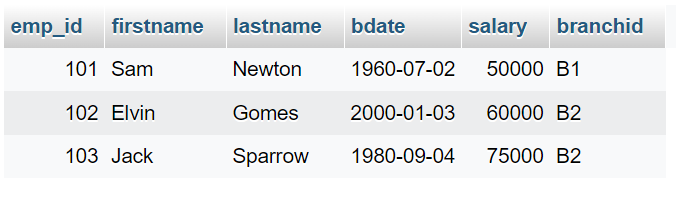 emp_id firstname lastname bdate salary branchid
101 Sam Newton 1960-07-02 50000 B1
102 Elvin Gomes 2000-01-03 60000 B2
103 Jack Sparrow 1980-09-04 75000 B2